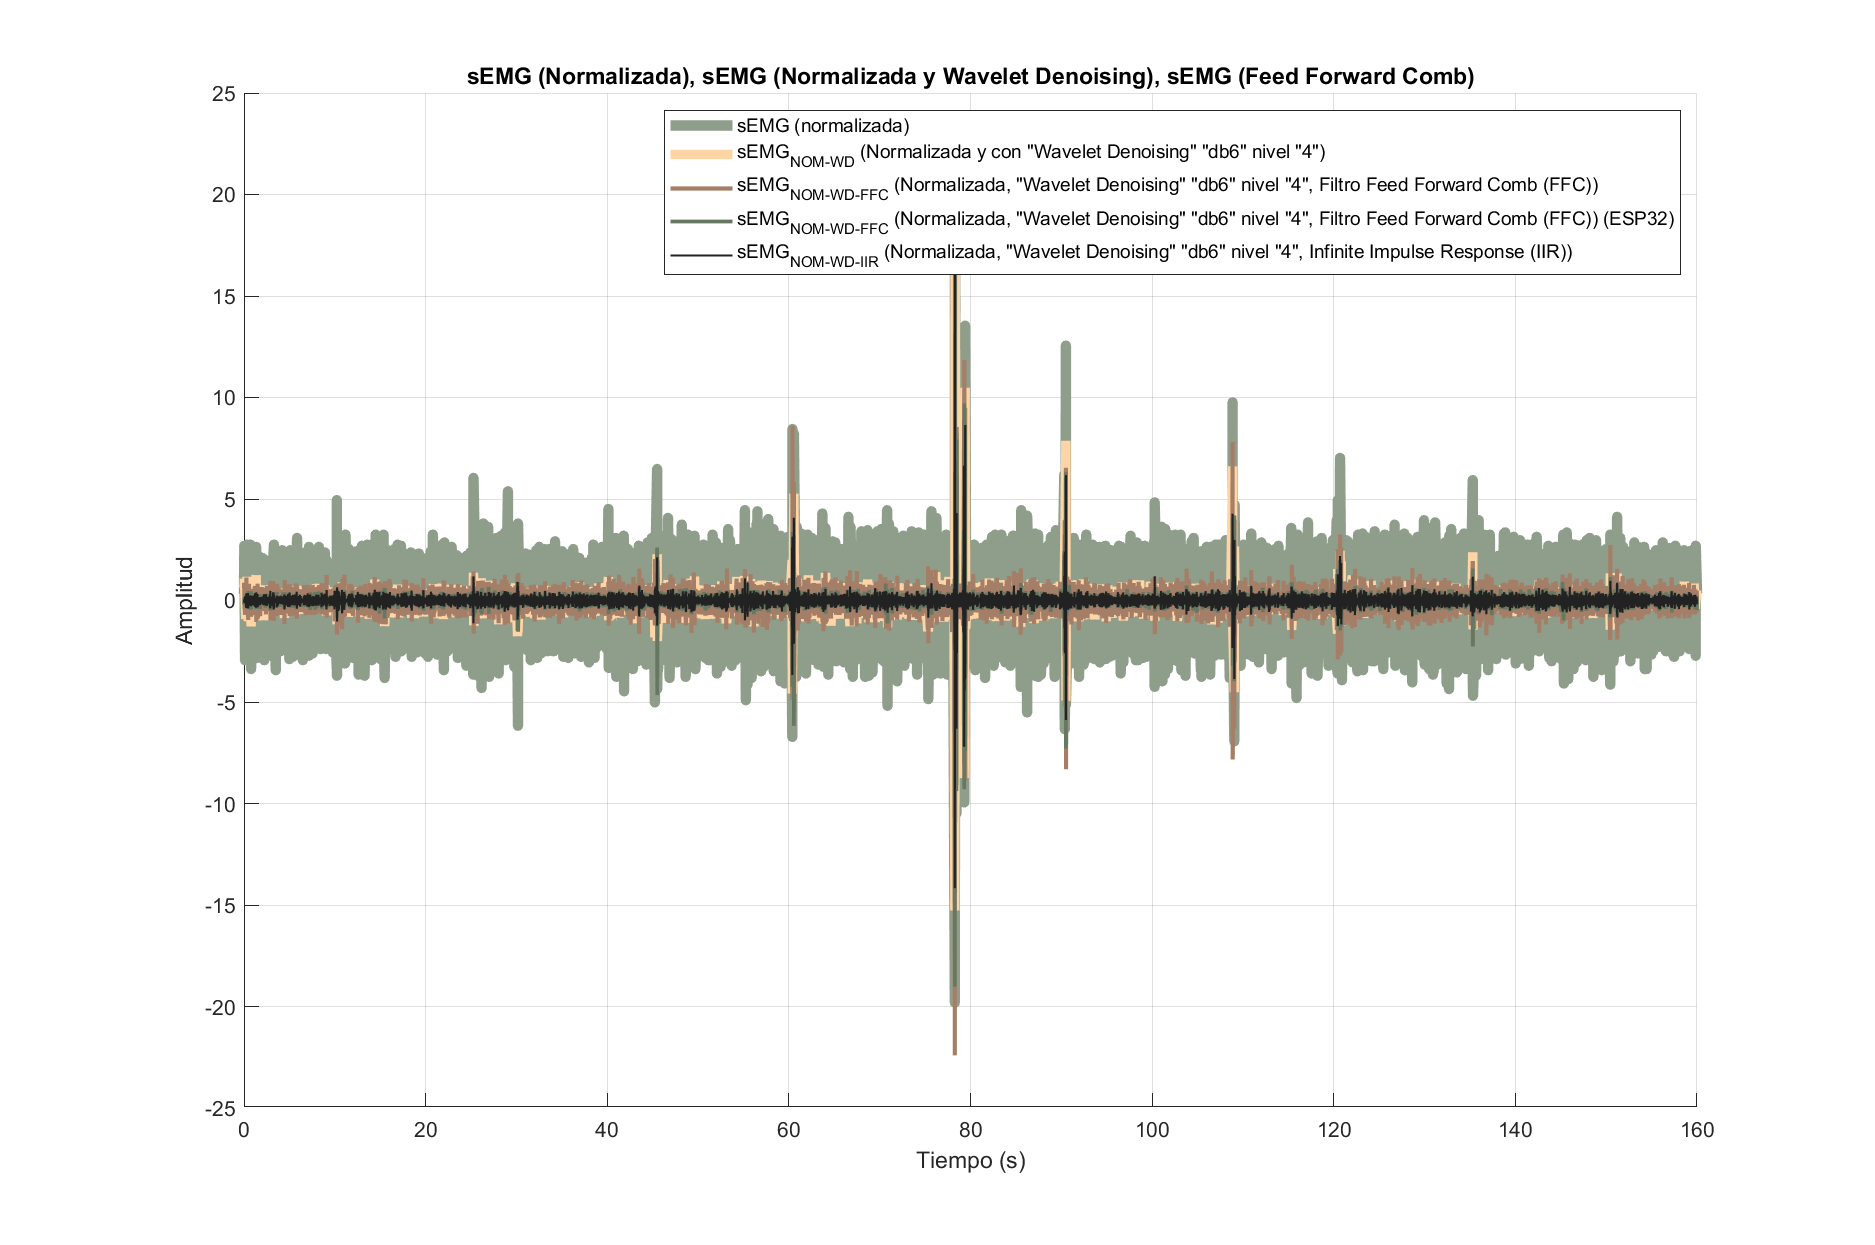 sEMG (Normalizada), sEMG (Normalizada y Wavelet Denoising), sEMG (Feed Forward Comb)
sEMG (normalizada)
sEMG_NOM-WD (Normalizada y con "Wavelet Denoising" "db6" nivel "4")
sEMG_NOM-WD-FFC (Normalizada, "Wavelet Denoising" "db6" nivel "4", Filtro Feed Forward Comb (FFC))
sEMG_NOM-WD-FFC (Normalizada, "Wavelet Denoising" "db6" nivel "4", Filtro Feed Forward Comb (FFC)) (ESP32)
sEMG_NOM-WD-IIR (Normalizada, "Wavelet Denoising" "db6" nivel "4", Infinite Impulse Response (IIR))
25
20
15
10
5
0
-5
-10
-15
-20
-25
Amplitud
0 20 40 60 80 100 120 140 160
Tiempo (s)